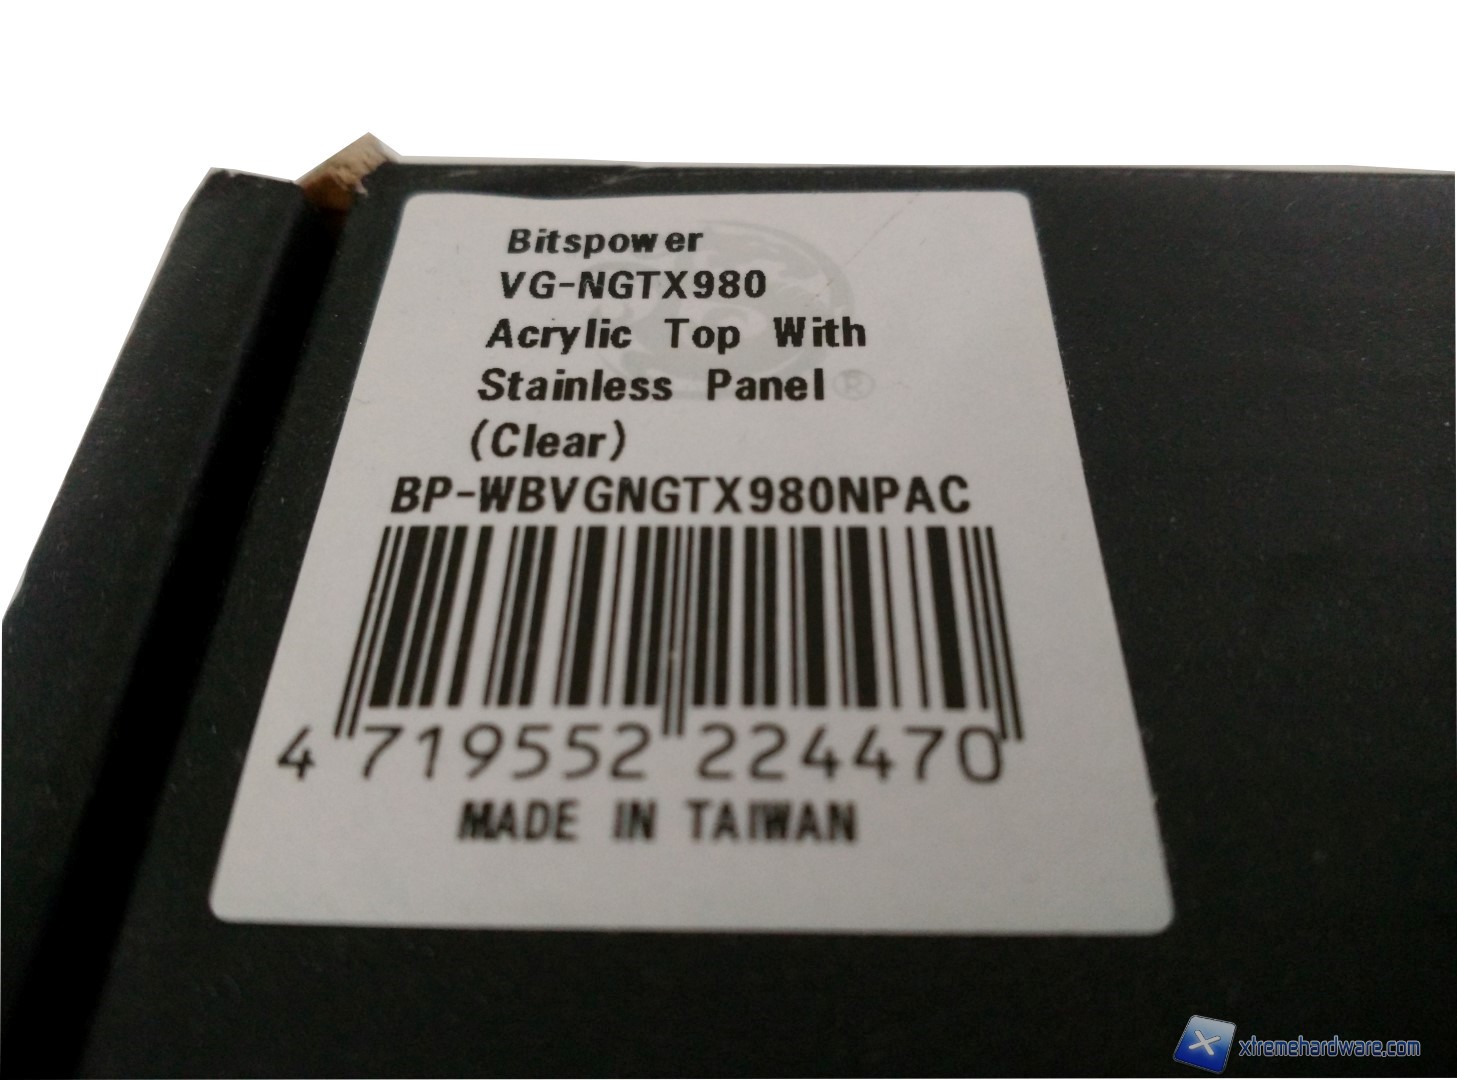 Bitspower
VG-NGTX980
Acrylic Top With
Stainless Panel
(Clear)
®
BP-WBVGNGTX980NPAC
4 719552 224470
MADE IN TAIWAN
xtremehardware.com